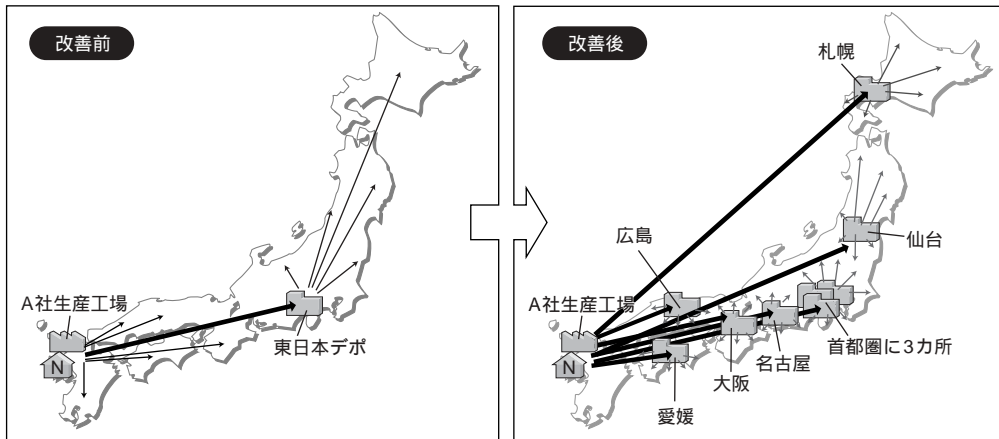 改善前
A社生産工場
N
東日本デポ
改善後
札幌
仙台
広島
A社生産工場
N
首都圏に3カ所
名古屋
大阪
愛媛